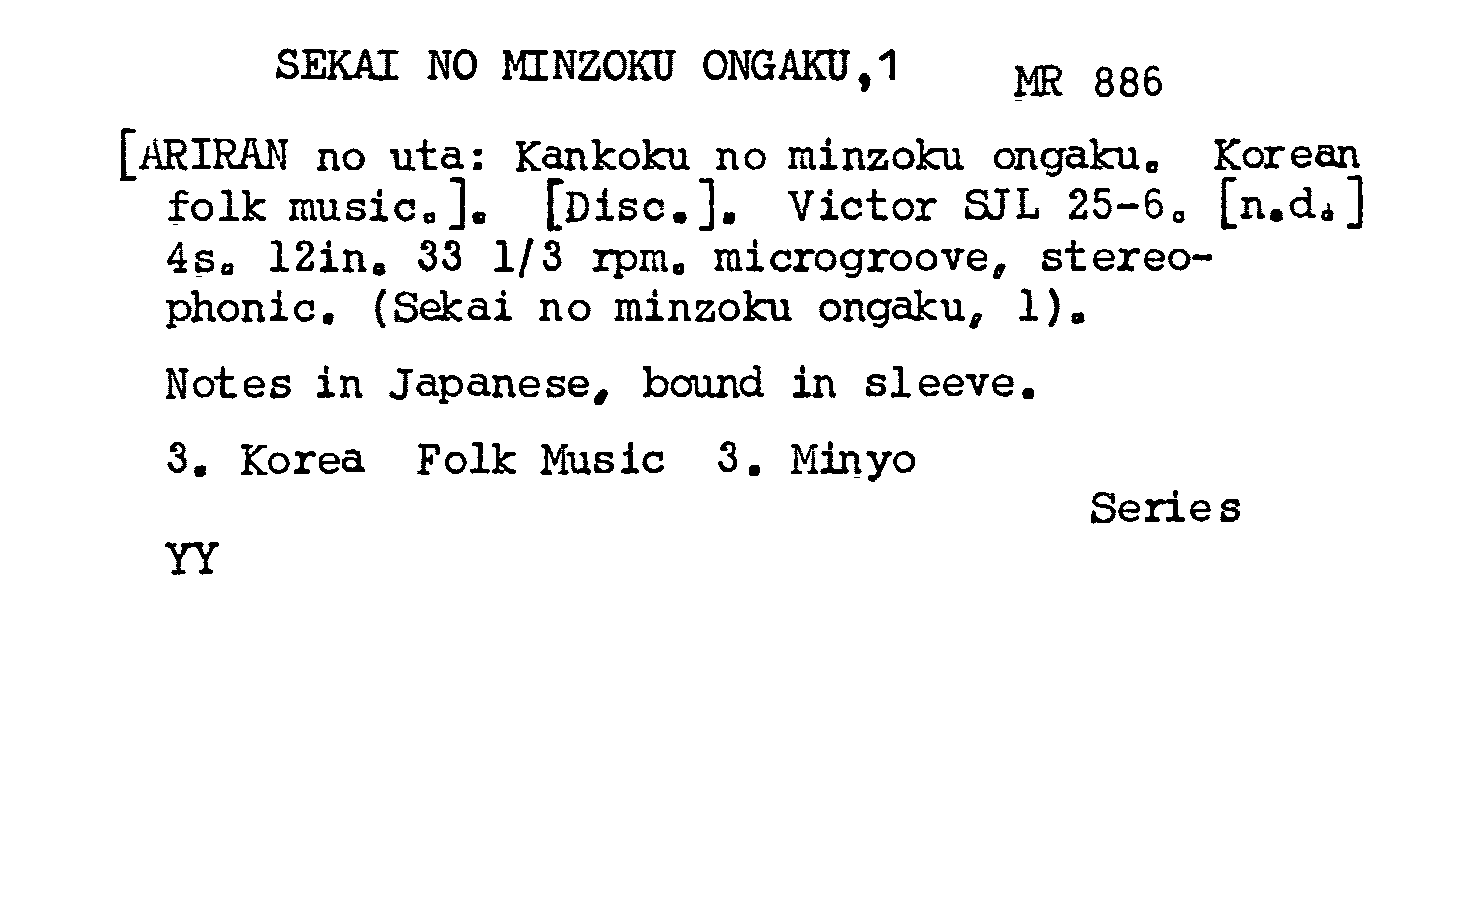 SEKAI NO MINZOKU ONGAKU,1 MR 886
[ARIRAN no uta: Kankoku no minzoku ongaku. Korean
folk music.]. [Disc.]. Victor SJL 25-6. [n.d.]
4s. 12in. 33 1/3 rpm. microgroove, stereo-
phonic. (Sekai no minzoku ongaku, 1).
Notes in Japanese, bound in sleeve.
3. Korea Folk Music 3. Minyo
Series
YY